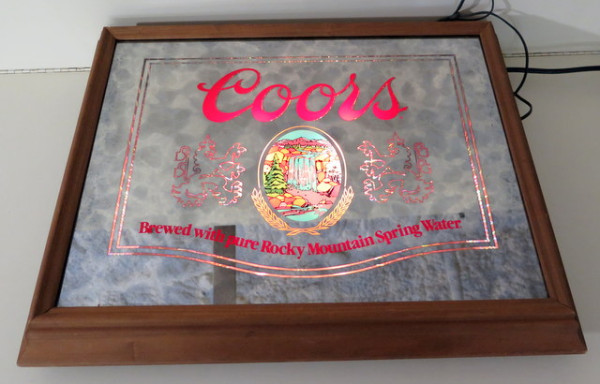 Coors
Brewed with pure Rocky Mountain Spring Water